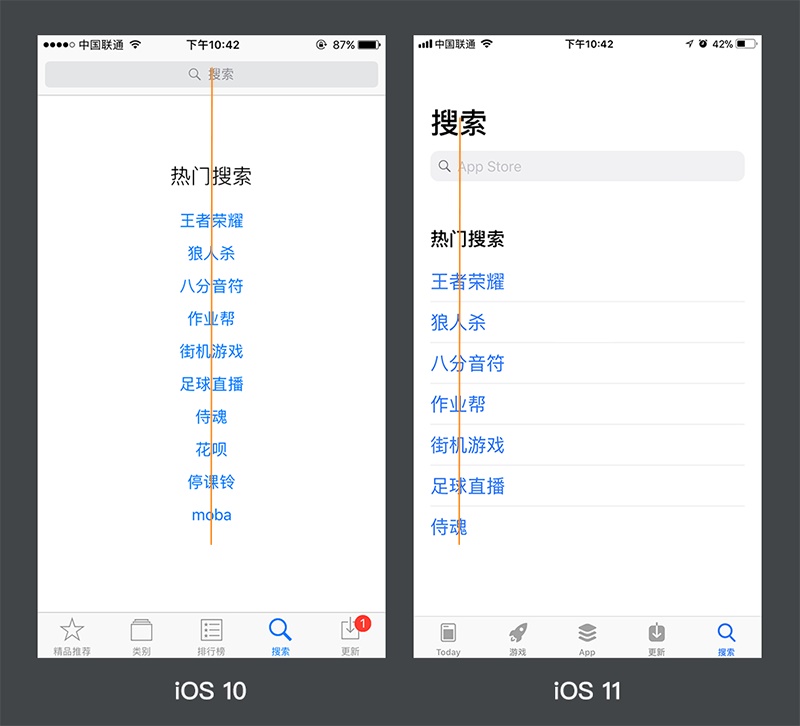 中国联通
下午10:42
87%
搜索
热门搜索
王者荣耀
狼人杀
八分音符
作业帮
街机游戏
足球直播
侍魂
花呗
停课铃
moba
精品推荐
类别
排行榜
搜索
1
更新
iOS 10
中国联通
下午10:42
42%
搜索
App Store
热门搜索
王者荣耀
狼人杀
八分音符
作业帮
街机游戏
足球直播
侍魂
Today
游戏
App
更新
搜索
iOS 11